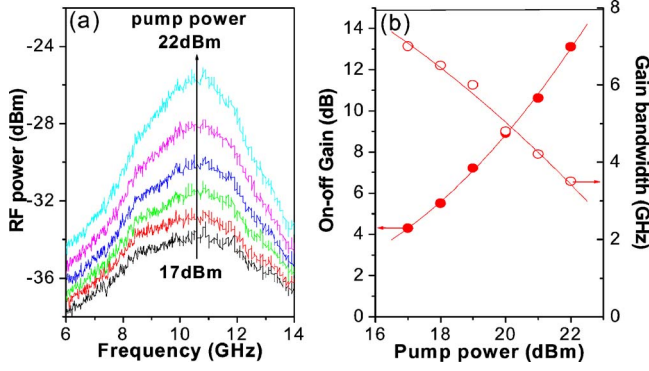 (a)
pump power
22dBm
17dBm
-24
-28
-32
-36
RF power (dBm)
6 8 10 12 14
Frequency (GHz)
(b)
14
12
10
8
6
4
2
0
On-off Gain (dB)
8
6
4
2
0
Gain bandwidth (GHz)
16 18 20 22
Pump power (dBm)